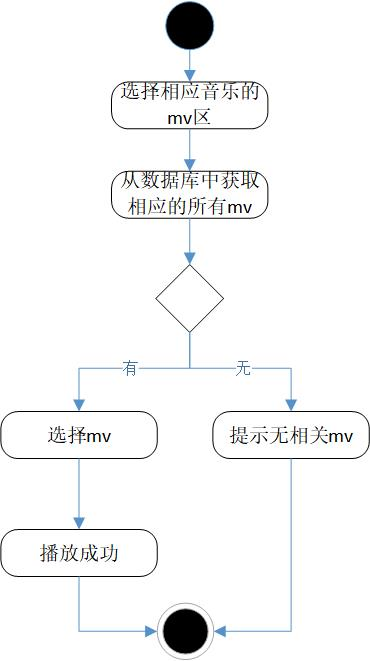 选择相应音乐的
mv区
从数据库中获取
相应的所有mv
有
无
选择mv
提示无相关mv
播放成功